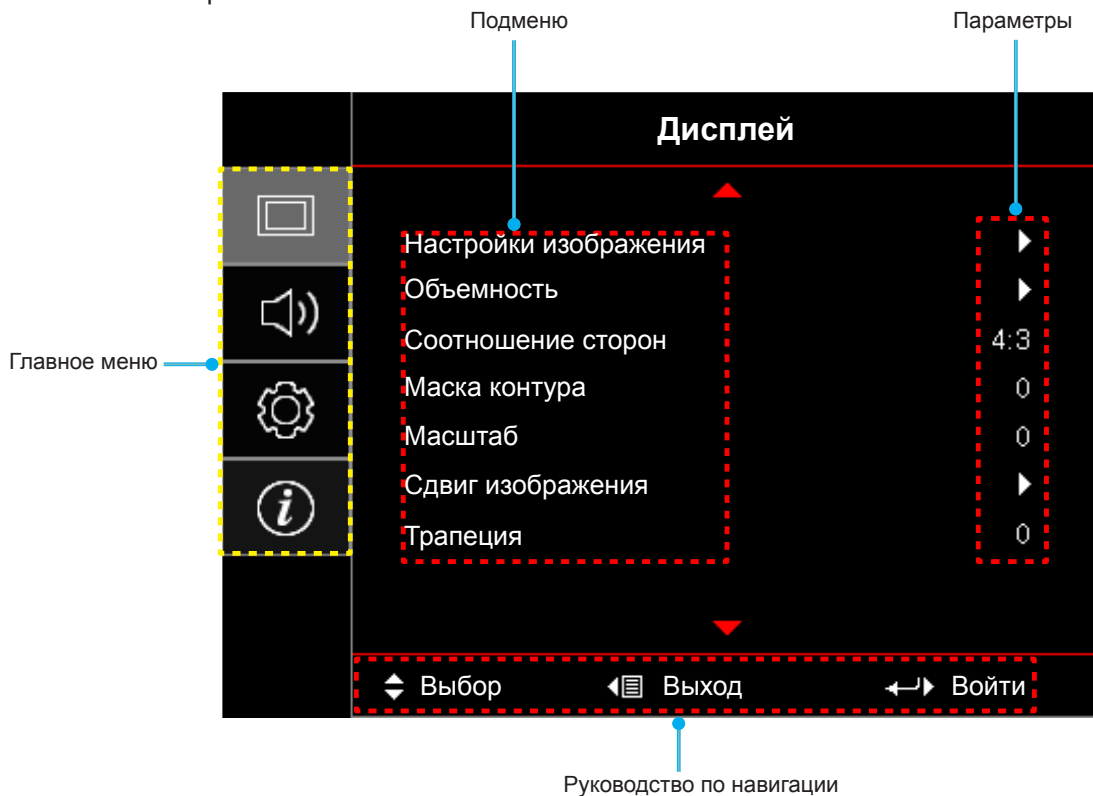 Подменю
Параметры
Дисплей
Настройки изображения
Объемность
Соотношение сторон 4:3
Маска контура 0
Масштаб 0
Сдвиг изображения
Трапеция 0
Главное меню
Выбор Выход Войти
Руководство по навигации